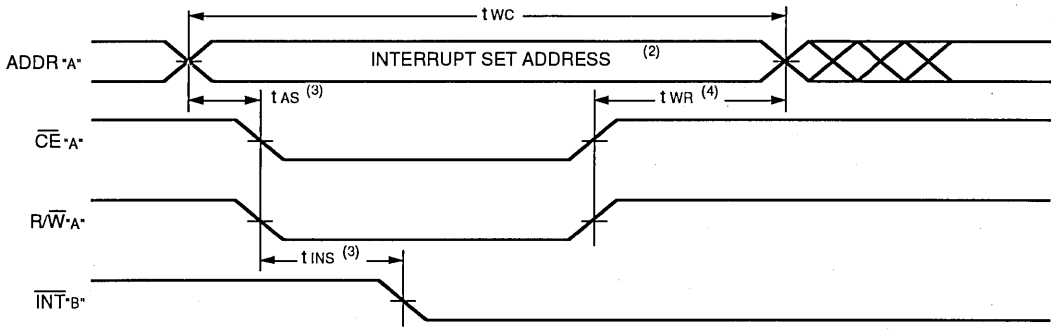 tWC
ADDR"A"
INTERRUPT SET ADDRESS (2)
tAS (3)
tWR (4)
CE"A"
R/W"A"
tINS (3)
INT"B"